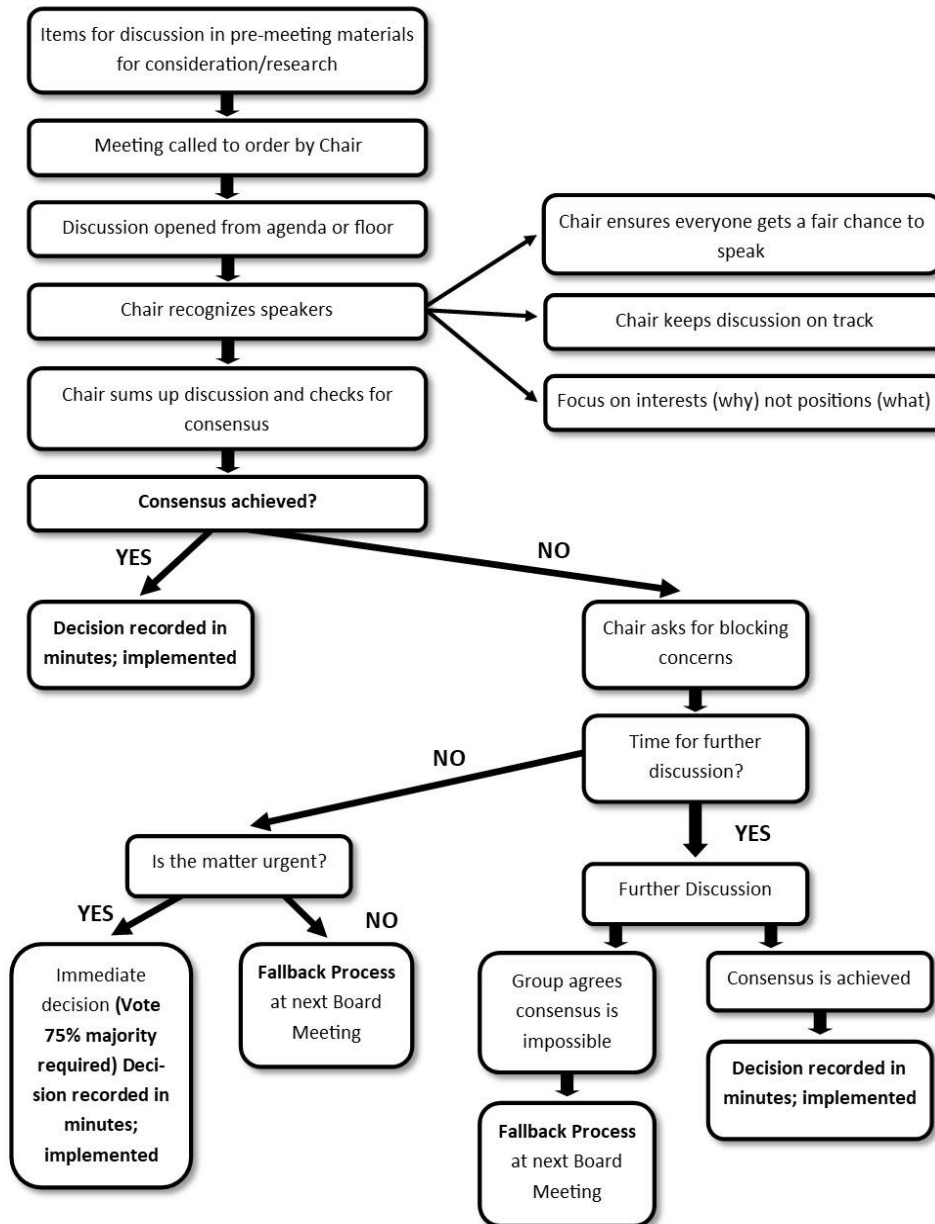 Items for discussion in pre-meeting materials
for consideration/research
Meeting called to order by Chair
Discussion opened from agenda or floor
Chair recognizes speakers
Chair ensures everyone gets a fair chance to
speak
Chair keeps discussion on track
Focus on interests (why) not positions (what)
Chair sums up discussion and checks for
consensus
Consensus achieved?
YES
NO
Decision recorded in
minutes; implemented
Chair asks for blocking
concerns
Time for further
discussion?
NO
YES
Is the matter urgent?
YES
NO
Immediate
decision (Vote
75% majority
required) Deci-
sion recorded in
minutes;
implemented
Fallback Process
at next Board
Meeting
Further Discussion
Group agrees
consensus is
impossible
Fallback Process
at next Board
Meeting
Consensus is achieved
Decision recorded in
minutes; implemented